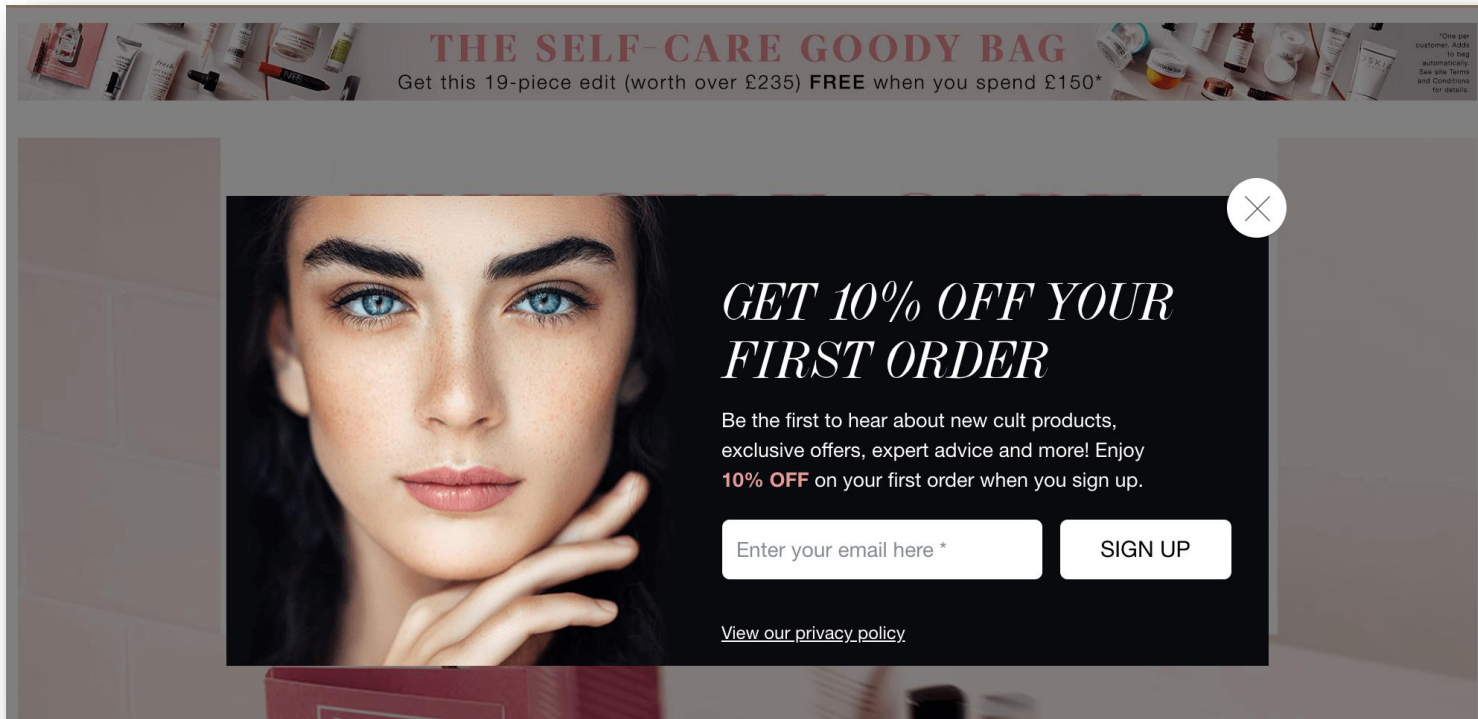 THE SELF-CARE GOODY BAG
Get this 19-piece edit (worth over £235) FREE when you spend £150*
*One per
customer. Adds
to bag
automatically.
See site Terms
and Conditions
for details.
fresh
NARS
GET 10% OFF YOUR
FIRST ORDER
Be the first to hear about new cult products,
exclusive offers, expert advice and more! Enjoy
10% OFF on your first order when you sign up.
Enter your email here *
SIGN UP
View our privacy policy